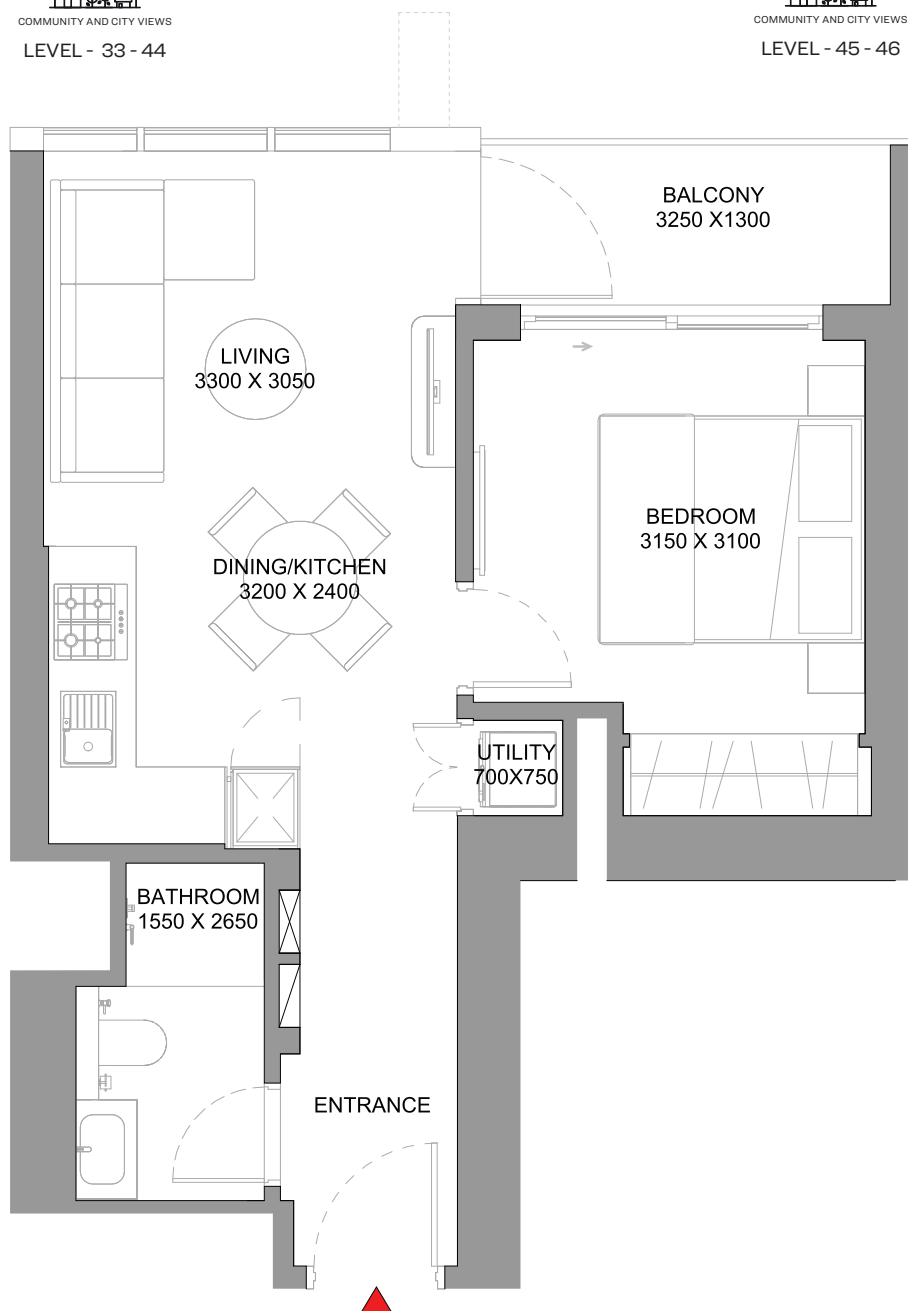 COMMUNITY AND CITY VIEWS
LEVEL - 33 - 44
COMMUNITY AND CITY VIEWS
LEVEL - 45 - 46
BALCONY
3250 X1300
LIVING
3300 X 3050
BEDROOM
3150 X 3100
DINING/KITCHEN
3200 X 2400
UTILITY
700X750
BATHROOM
1550 X 2650
ENTRANCE